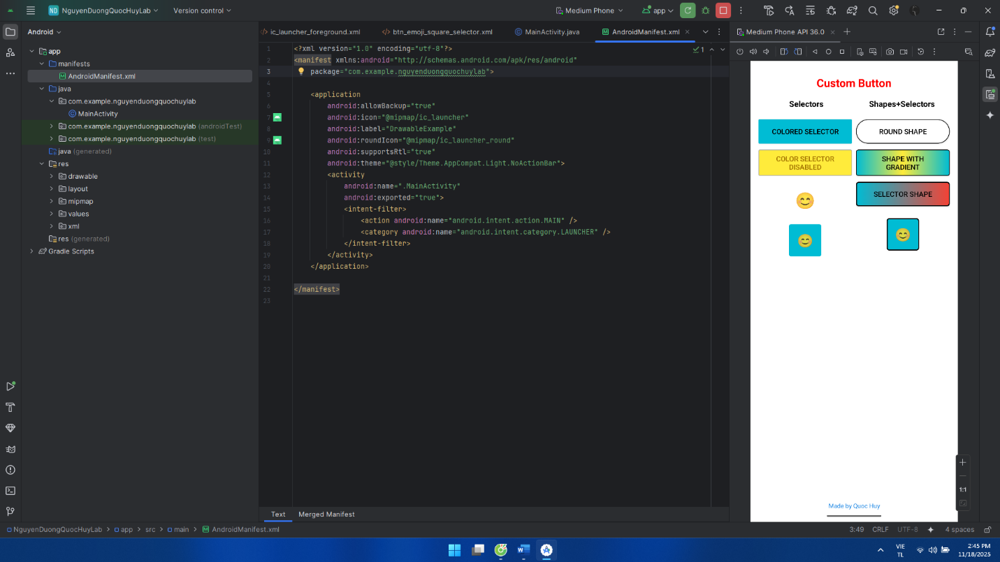 ND NguyenDuongQuocHuyLab Version control Medium Phone app
Android
app
manifests
AndroidManifest.xml
java
com.example.nguyenduongquochuylab
MainActivity
com.example.nguyenduongquochuylab (androidTest)
com.example.nguyenduongquochuylab (test)
java (generated)
res
drawable
layout
mipmap
values
xml
res (generated)
Gradle Scripts
ic_launcher_foreground.xml btn_emoji_square_selector.xml MainActivity.java AndroidManifest.xml
1 <?xml version="1.0" encoding="utf-8"?> 1
2 <manifest xmlns:android="http://schemas.android.com/apk/res/android"
3 package="com.example.nguyenduongquochuylab">
4
5 <application
6 android:allowBackup="true"
7 android:icon="@mipmap/ic_launcher"
8 android:label="DrawableExample"
9 android:roundIcon="@mipmap/ic_launcher_round"
10 android:supportsRtl="true"
11 android:theme="@style/Theme.AppCompat.Light.NoActionBar">
12 <activity
13 android:name=".MainActivity"
14 android:exported="true">
15 <intent-filter>
16 <action android:name="android.intent.action.MAIN" />
17 <category android:name="android.intent.category.LAUNCHER" />
18 </intent-filter>
19 </activity>
20 </application>
21
22 </manifest>
23
Text Merged Manifest
Medium Phone API 36.0
Custom Button
Selectors Shapes+Selectors
COLORED SELECTOR ROUND SHAPE
COLOR SELECTOR
DISABLED
SHAPE WITH
GRADIENT
SELECTOR SHAPE
Made by Quoc Huy
1:1
NguyenDuongQuocHuyLab > app > src > main > AndroidManifest.xml 3:49 CRLF UTF-8 4 spaces
VIE
TL
2:45 PM
11/18/2025